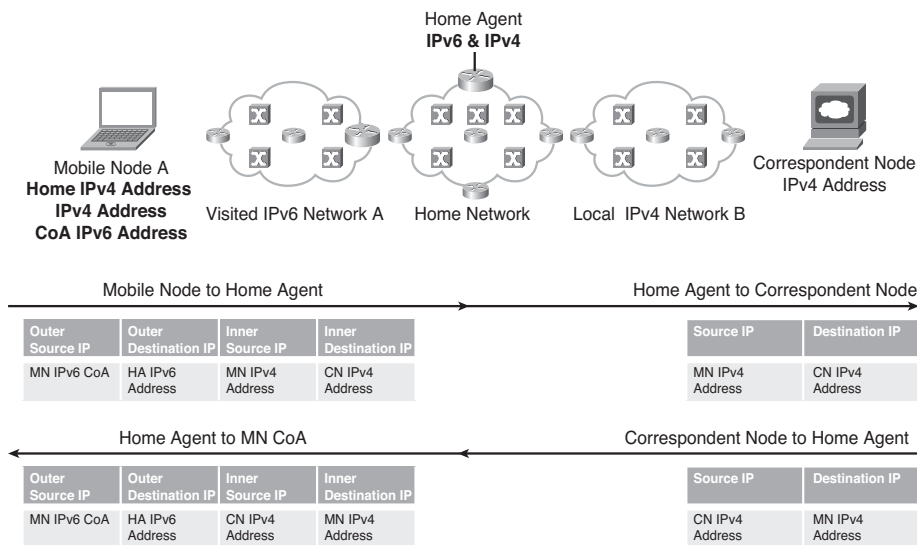 Home Agent
IPv6 & IPv4
Mobile Node A
Home IPv4 Address
IPv4 Address
CoA IPv6 Address
Visited IPv6 Network A
Home Network
Local IPv4 Network B
Correspondent Node
IPv4 Address
Mobile Node to Home Agent
Home Agent to Correspondent Node
Outer Source IP
Outer Destination IP
Inner Source IP
Inner Destination IP
Source IP
Destination IP
MN IPv6 CoA
HA IPv6 Address
MN IPv4 Address
CN IPv4 Address
MN IPv4 Address
CN IPv4 Address
Home Agent to MN CoA
Correspondent Node to Home Agent
Outer Source IP
Outer Destination IP
Inner Source IP
Inner Destination IP
Source IP
Destination IP
MN IPv6 CoA
HA IPv6 Address
CN IPv4 Address
MN IPv4 Address
CN IPv4 Address
MN IPv4 Address